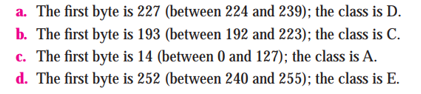 a. The first byte is 227 (between 224 and 239); the class is D.
b. The first byte is 193 (between 192 and 223); the class is C.
c. The first byte is 14 (between 0 and 127); the class is A.
d. The first byte is 252 (between 240 and 255); the class is E.